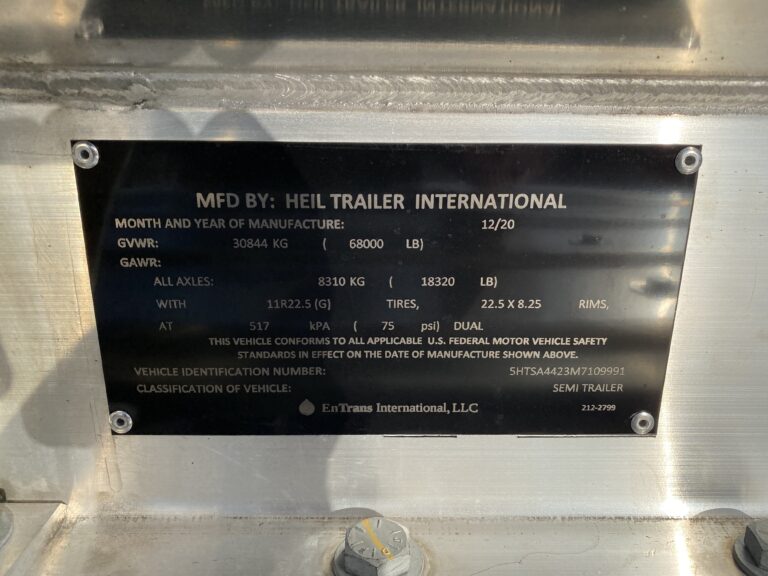 MFD BY: HEIL TRAILER INTERNATIONAL
MONTH AND YEAR OF MANUFACTURE: 12/20
GVWR: 30844 KG ( 68000 LB)
GAWR:
ALL AXLES: 8310 KG ( 18320 LB)
WITH 11R22.5 (G) TIRES, 22.5 X 8.25 RIMS,
AT 517 kPA ( 75 psi) DUAL
THIS VEHICLE CONFORMS TO ALL APPLICABLE U.S. FEDERAL MOTOR VEHICLE SAFETY
STANDARDS IN EFFECT ON THE DATE OF MANUFACTURE SHOWN ABOVE.
VEHICLE IDENTIFICATION NUMBER: 5HTSA4423M7109991
CLASSIFICATION OF VEHICLE: SEMI TRAILER
EnTrans International, LLC 212-2799